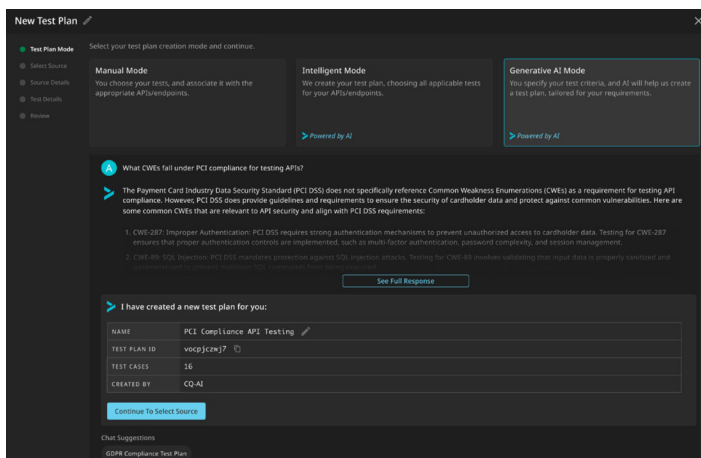 New Test Plan
Test Plan Mode
Select Source
Source Details
Test Details
Review
Select your test plan creation mode and continue.
Manual Mode
You choose your tests, and associate it with the
appropriate APIs/endpoints.
Intelligent Mode
We create your test plan, choosing all applicable tests
for your APIs/endpoints.
Powered by AI
Generative AI Mode
You specify your test criteria, and AI will help us create
a test plan, tailored for your requirements.
Powered by AI
A
What CWEs fall under PCI compliance for testing APIs?
The Payment Card Industry Data Security Standard (PCI DSS) does not specifically reference Common Weakness Enumerations (CWEs) as a requirement for testing API
compliance. However, PCI DSS does provide guidelines and requirements to ensure the security of cardholder data and protect against common vulnerabilities. Here are
some common CWEs that are relevant to API security and align with PCI DSS requirements:
1. CWE-287: Improper Authentication: PCI DSS requires strong authentication mechanisms to prevent unauthorized access to cardholder data. Testing for CWE-287
ensures that proper authentication controls are implemented, such as multi-factor authentication, password complexity, and session management.
2. CWE-89: SQL Injection: PCI DSS mandates protection against SQL injection attacks. Testing for CWE-89 involves validating that input data is properly sanitized and
See Full Response
I have created a new test plan for you:
NAME PCI Compliance API Testing
TEST PLAN ID vocpjczwj7
TEST CASES 16
CREATED BY CQ-AI
Continue To Select Source
Chat Suggestions
GDPR Compliance Test Plan